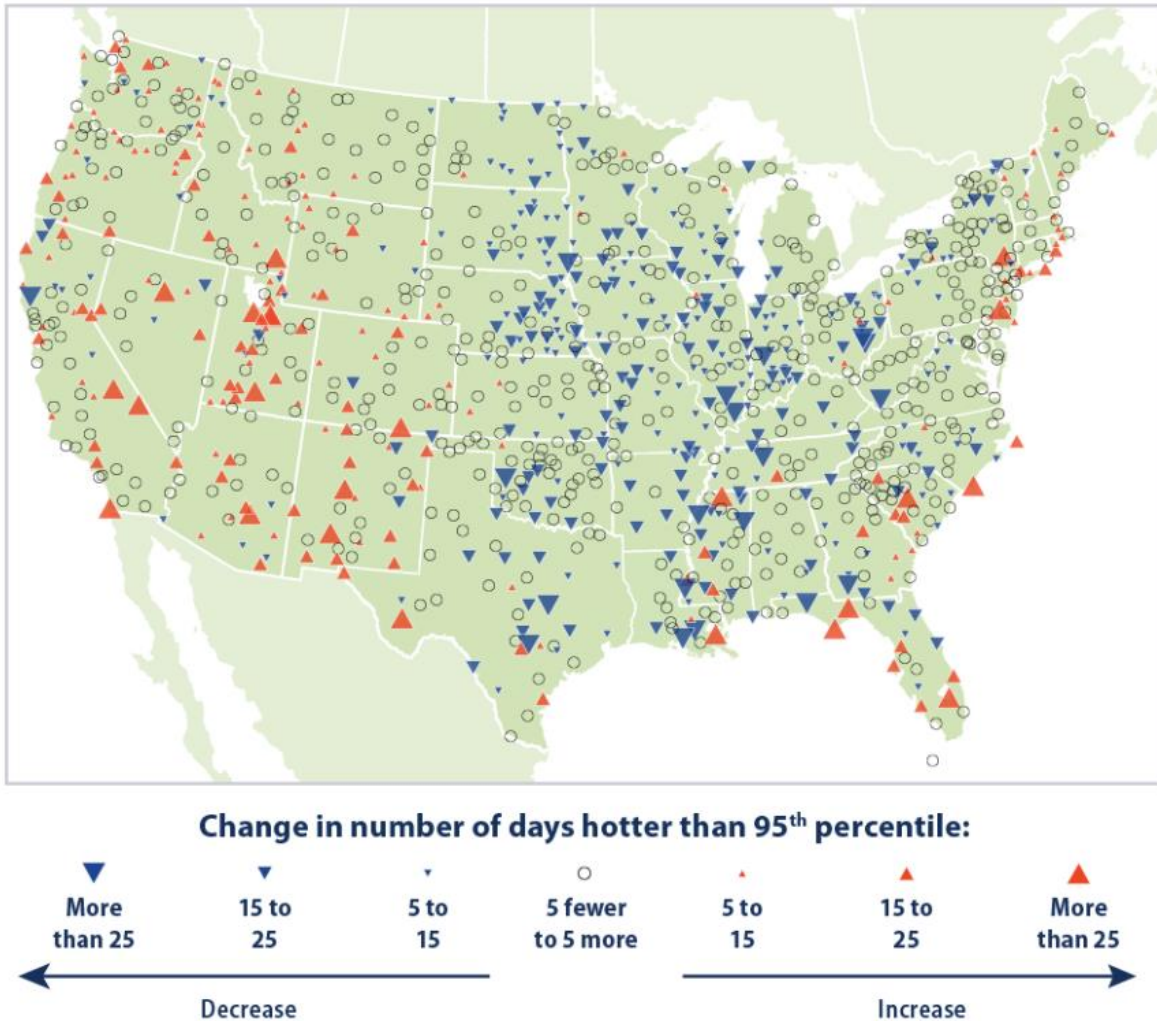 Change in number of days hotter than 95th percentile:
More than 25
15 to 25
5 to 15
5 fewer to 5 more
5 to 15
15 to 25
More than 25
Decrease
Increase